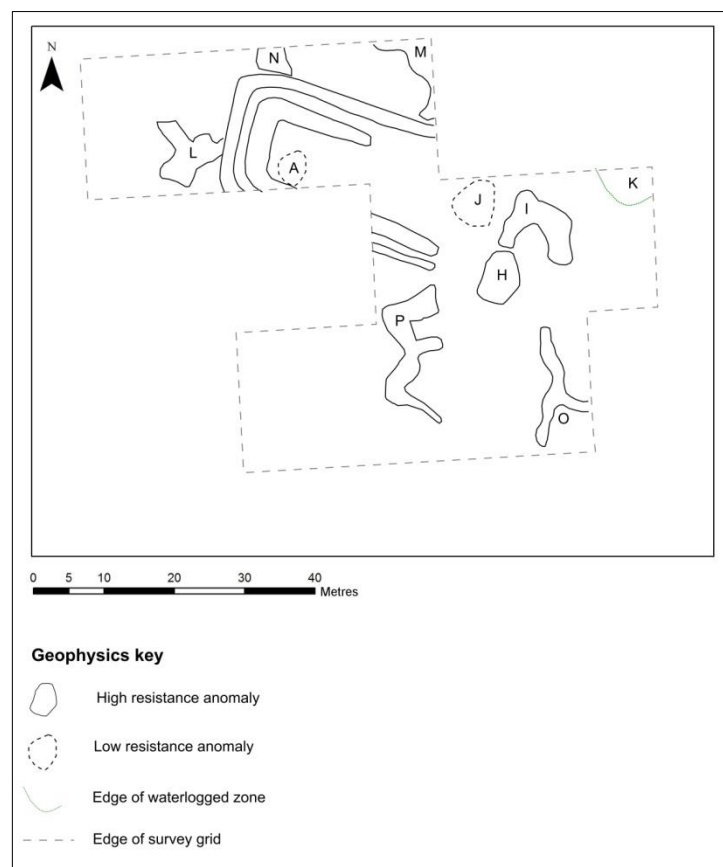 N
N
M
L
A
J
I
K
H
P
O
0 5 10 20 30 40
Metres
Geophysics key
High resistance anomaly
Low resistance anomaly
Edge of waterlogged zone
Edge of survey grid